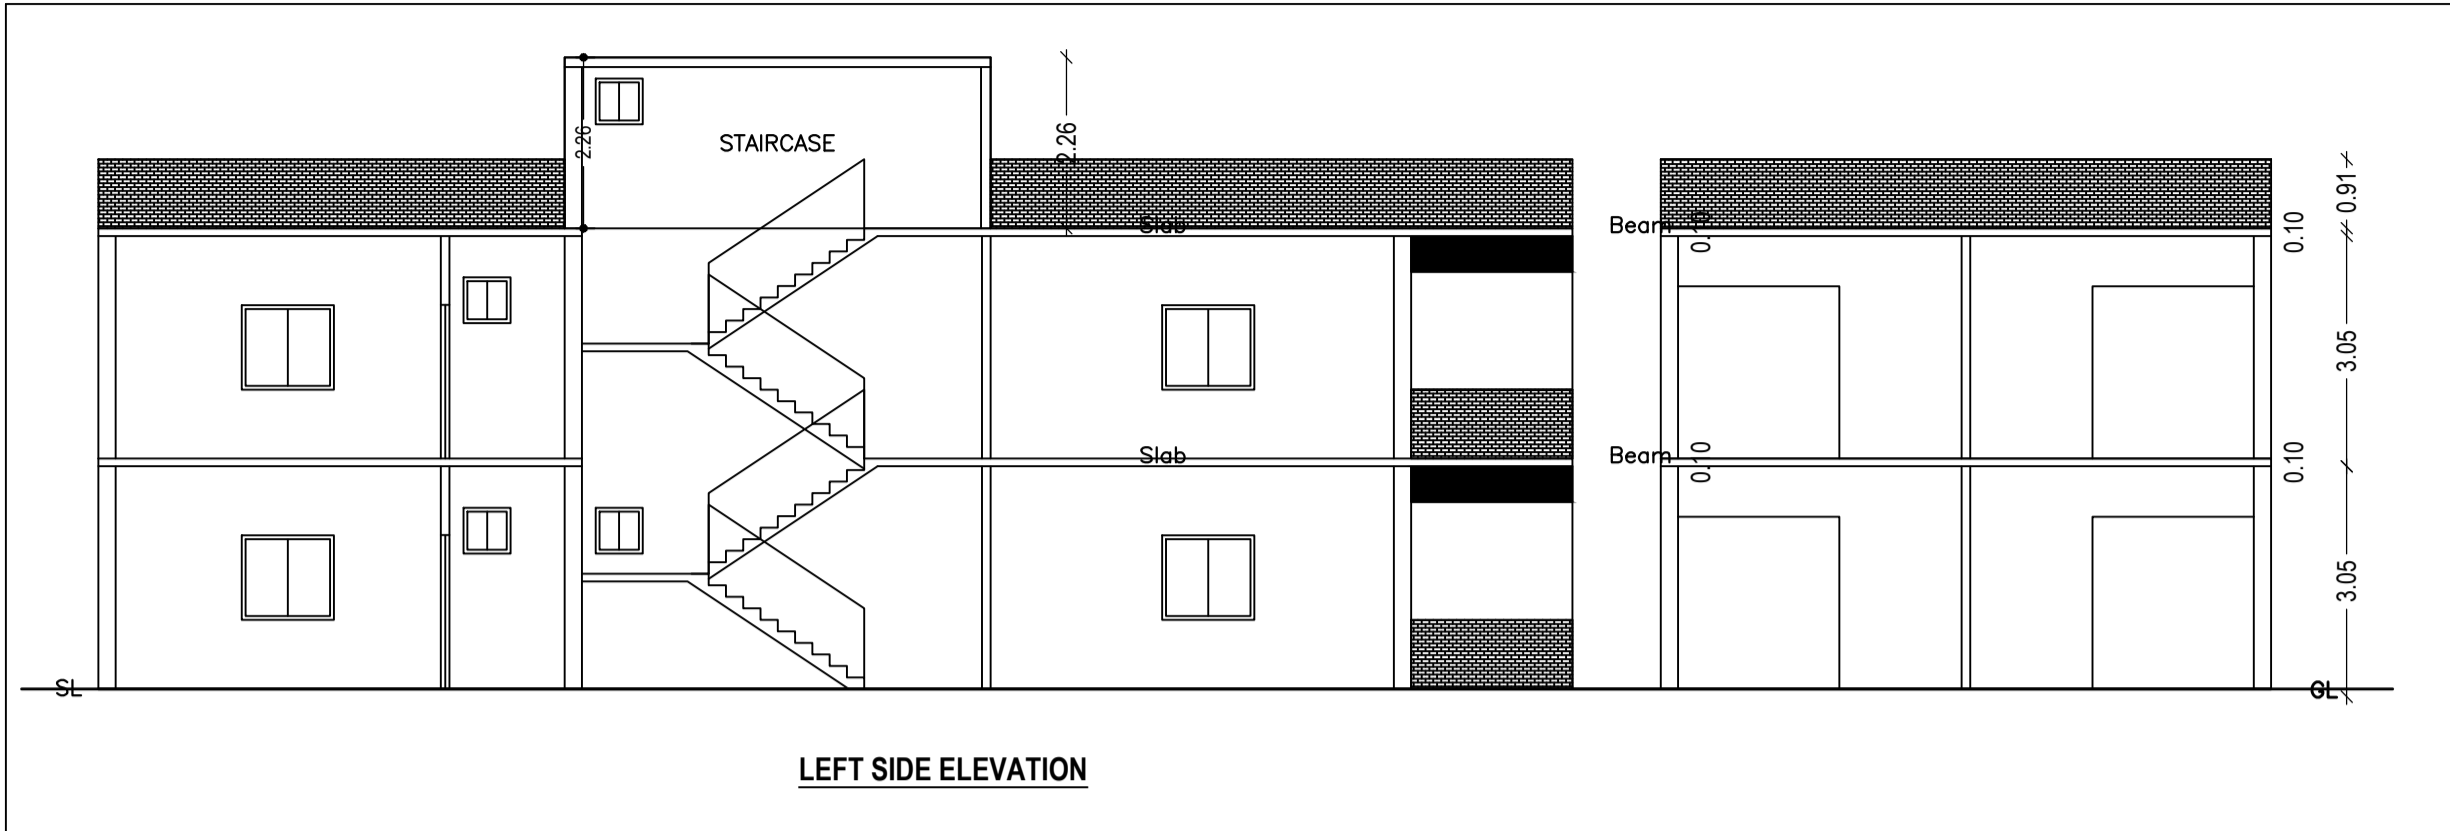 2.26
STAIRCASE
2.26
0.91
Slab
Beam
0.10
0.10
3.05
Slab
Beam
0.10
0.10
3.05
SL
GL
LEFT SIDE ELEVATION